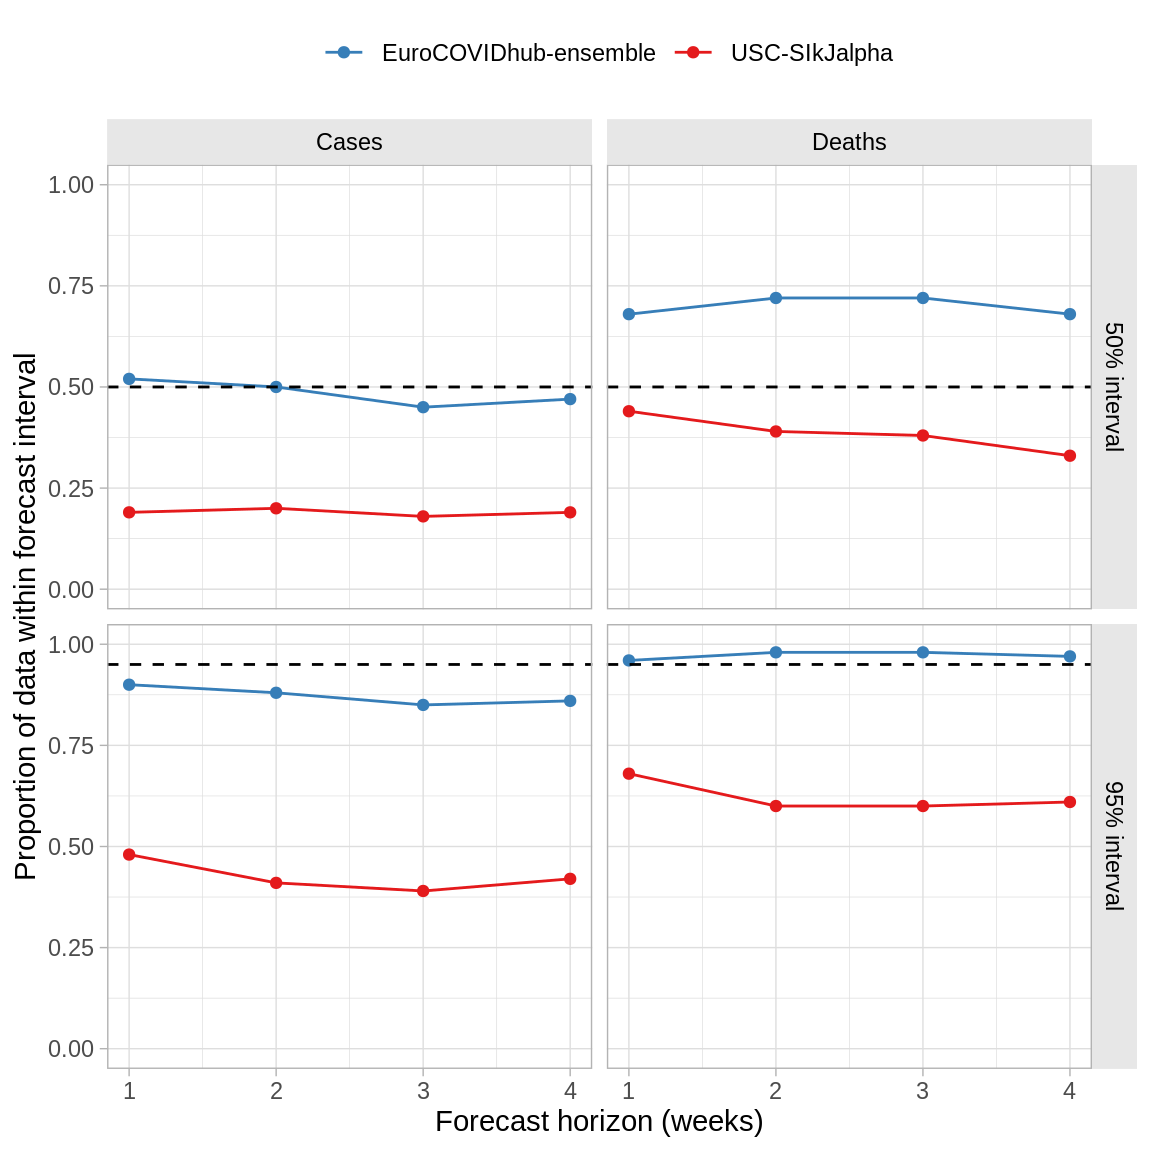 EuroCOVIDhub-ensemble USC-SIkJalpha
Cases Deaths
1.00
0.75
0.50
0.25
0.00
50% interval
1.00
0.75
0.50
0.25
0.00
95% interval
Proportion of data within forecast interval
1 2 3 4 1 2 3 4
Forecast horizon (weeks)